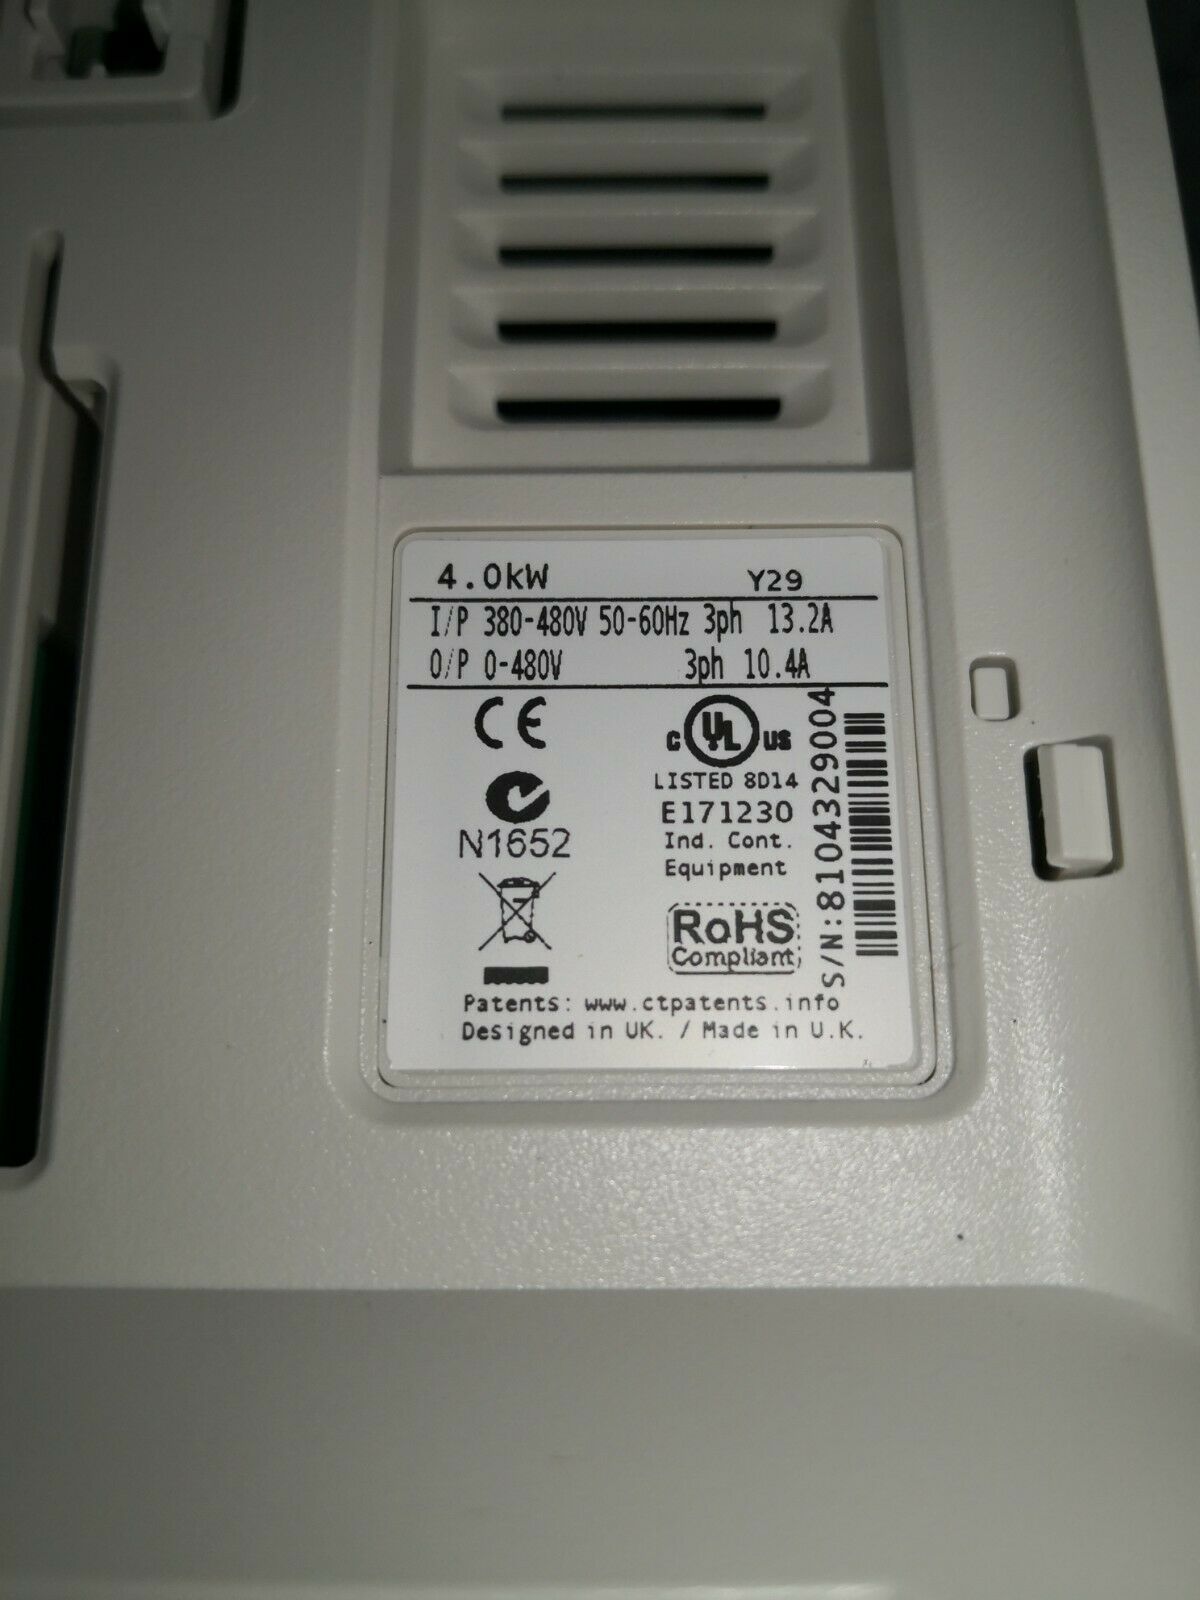 4.0kW Y29
I/P 380-480V 50-60Hz 3ph 13.2A
O/P 0-480V 3ph 10.4A
CE
C UL US
LISTED 8D14
E171230
N1652
Ind. Cont.
Equipment
RoHS
Compliant
S/N:8104329004
Patents: www.ctpatents.info
Designed in UK. / Made in U.K.